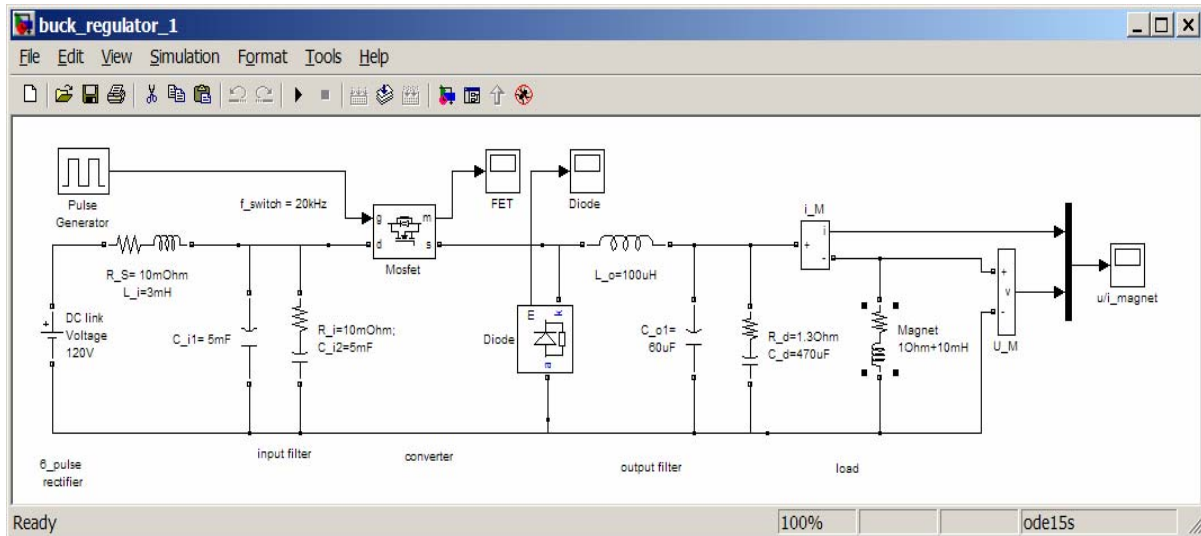 buck_regulator_1
File Edit View Simulation Format Tools Help
Pulse
Generator
f_switch = 20kHz
g
m
d
s
Mosfet
FET
Diode
i_M
i
+
-
R_S= 10mOhm
L_i=3mH
L_o=100uH
+
v
-
U_M
u/i_magnet
+
DC link
Voltage
120V
C_i1= 5mF
R_i=10mOhm;
C_i2=5mF
Diode
E
k
a
C_o1=
60uF
R_d=1.3Ohm
C_d=470uF
Magnet
1Ohm+10mH
6_pulse
rectifier
input filter
converter
output filter
load
Ready
100%
ode15s